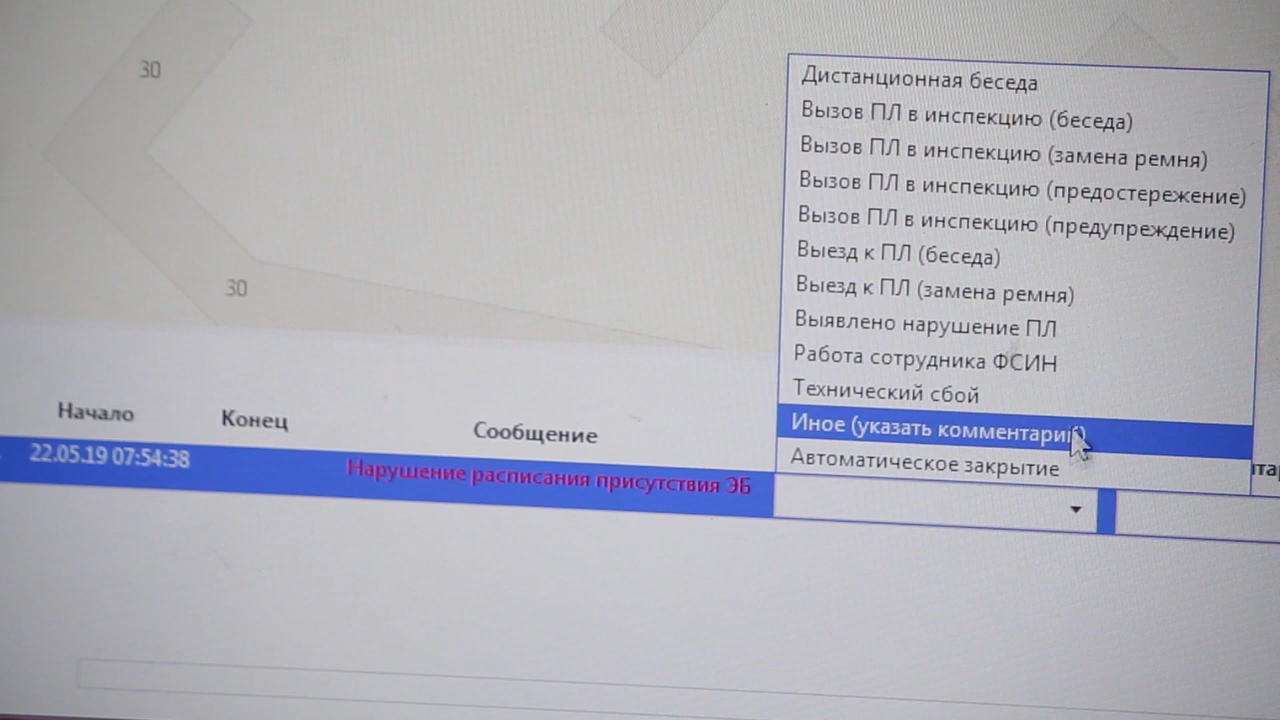 30
30
Дистанционная беседа
Вызов ПЛ в инспекцию (беседа)
Вызов ПЛ в инспекцию (замена ремня)
Вызов ПЛ в инспекцию (предостережение)
Вызов ПЛ в инспекцию (предупреждение)
Выезд к ПЛ (беседа)
Выезд к ПЛ (замена ремня)
Выявлено нарушение ПЛ
Работа сотрудника ФСИН
Технический сбой
Иное (указать комментарий)
Автоматическое закрытие
Начало Конец Сообщение
22.05.19 07:54:38 Нарушение расписания присутствия ЭБ